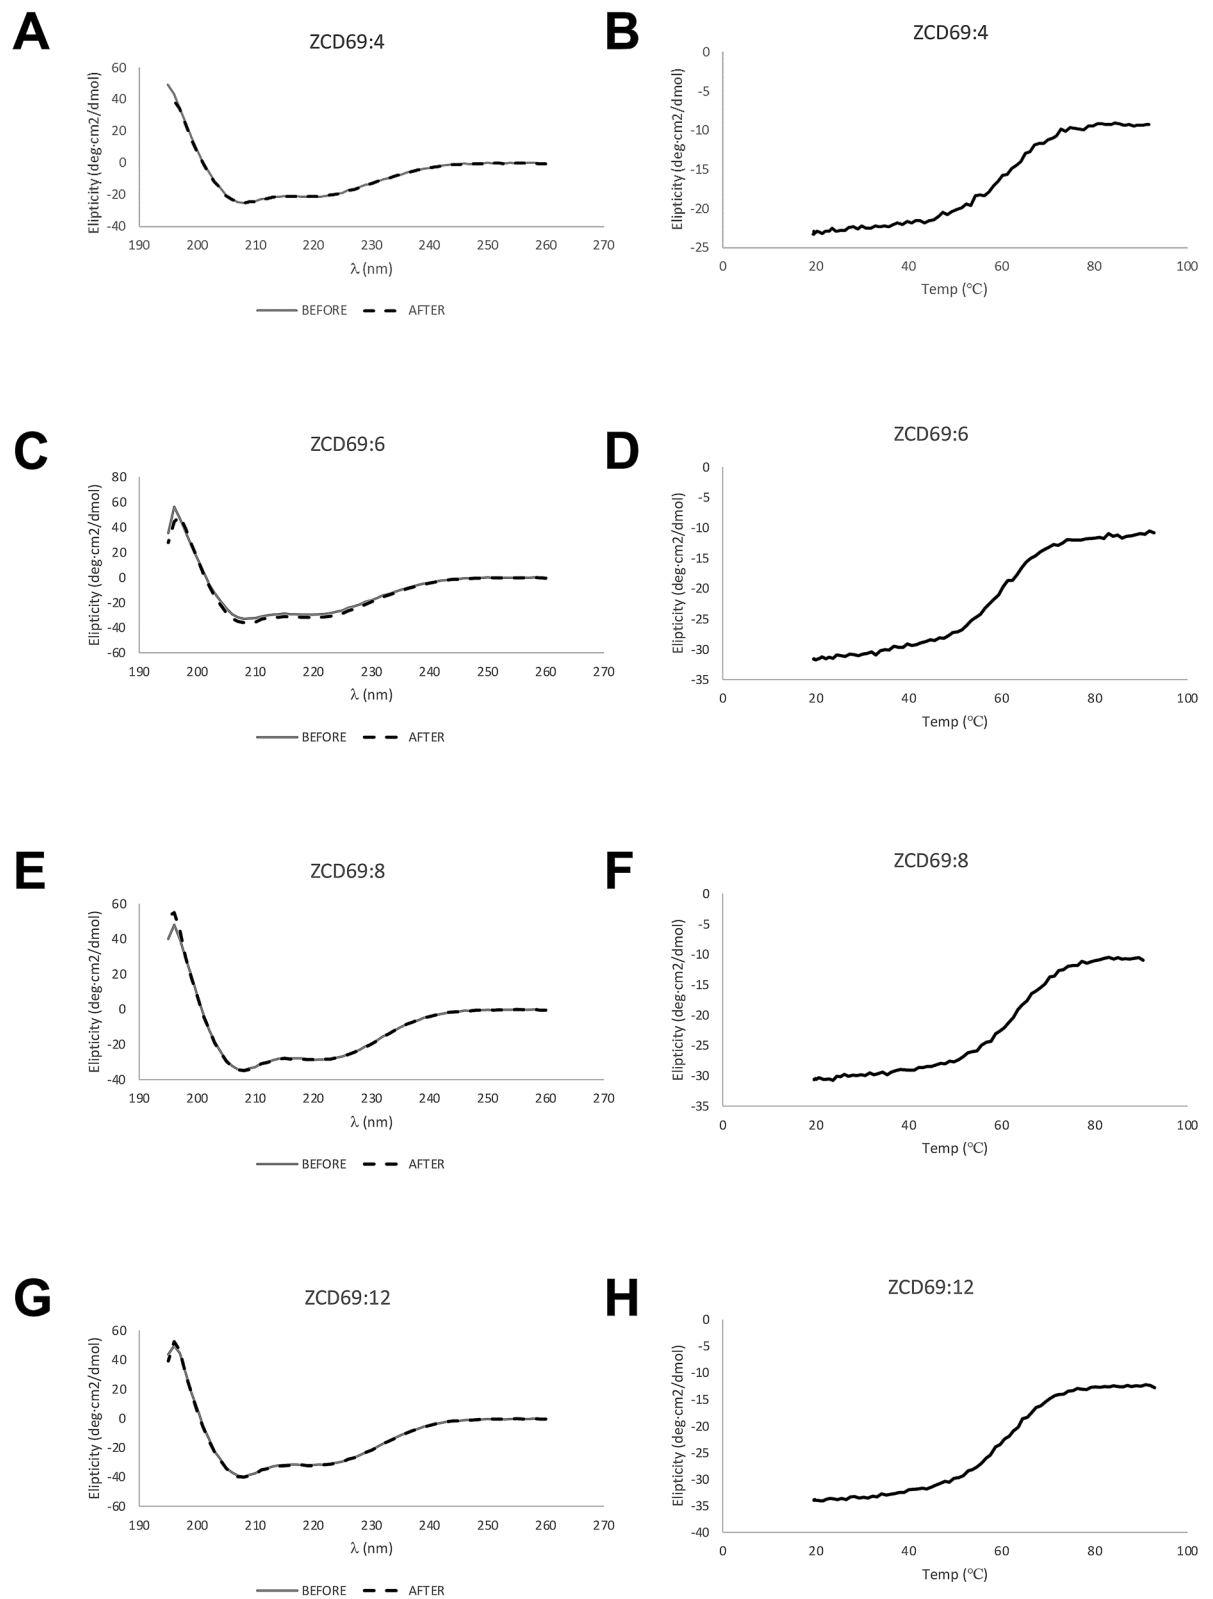 A
ZCD69:4
Elipticity (deg·cm2/dmol)
60
40
20
0
-20
-40
190 200 210 220 230 240 250 260 270
λ (nm)
BEFORE AFTER
B
ZCD69:4
Elipticity (deg·cm2/dmol)
0
-5
-10
-15
-20
-25
0 20 40 60 80 100
Temp (℃)
C
ZCD69:6
Elipticity (deg·cm2/dmol)
80
60
40
20
0
-20
-40
-60
190 200 210 220 230 240 250 260 270
λ (nm)
BEFORE AFTER
D
ZCD69:6
Elipticity (deg·cm2/dmol)
0
-5
-10
-15
-20
-25
-30
-35
0 20 40 60 80 100
Temp (℃)
E
ZCD69:8
Elipticity (deg·cm2/dmol)
60
40
20
0
-20
-40
190 200 210 220 230 240 250 260 270
λ (nm)
BEFORE AFTER
F
ZCD69:8
Elipticity (deg·cm2/dmol)
0
-5
-10
-15
-20
-25
-30
-35
0 20 40 60 80 100
Temp (℃)
G
ZCD69:12
Elipticity (deg·cm2/dmol)
60
40
20
0
-20
-40
-60
190 200 210 220 230 240 250 260 270
λ (nm)
BEFORE AFTER
H
ZCD69:12
Elipticity (deg·cm2/dmol)
0
-5
-10
-15
-20
-25
-30
-35
-40
0 20 40 60 80 100
Temp (℃)